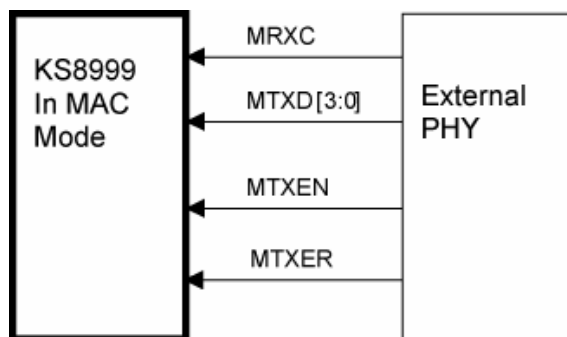 KS8999
In MAC
Mode
MRXC
MTXD[3:0]
MTXEN
MTXER
External
PHY